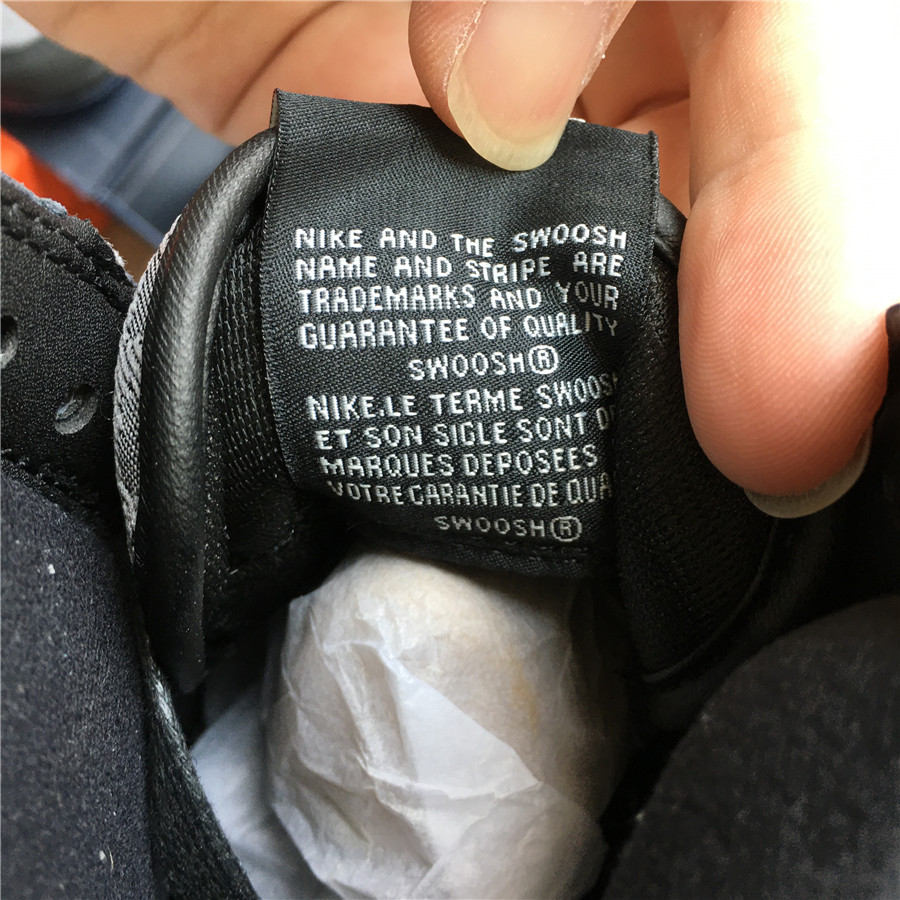 NIKE AND THE SWOOSH
NAME AND STRIPE ARE
TRADEMARKS AND YOUR
GUARANTEE OF QUALITY
SWOOSH®
NIKE.LE TERME SWOOSH
ET SON SIGLE SONT
MARQUES DEPOSEES
VOTRE GARANTIE DE
SWOOSH®